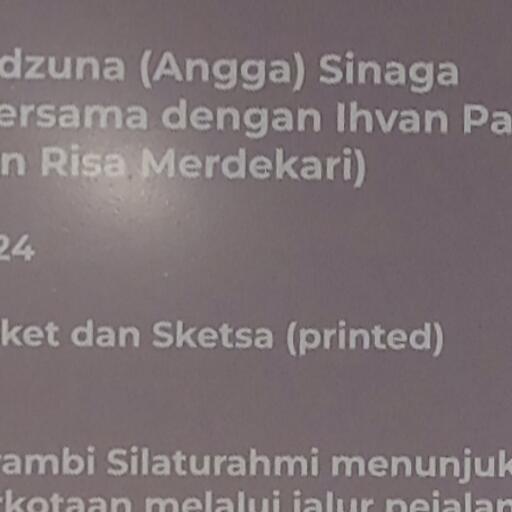 dzuna (Angga) Sinaga
ersama dengan Ihvan Pa
n Risa Merdekari)
24
ket dan Sketsa (printed)
ambi Silaturahmi menunjuk
kotaan melalui jalur pejalan